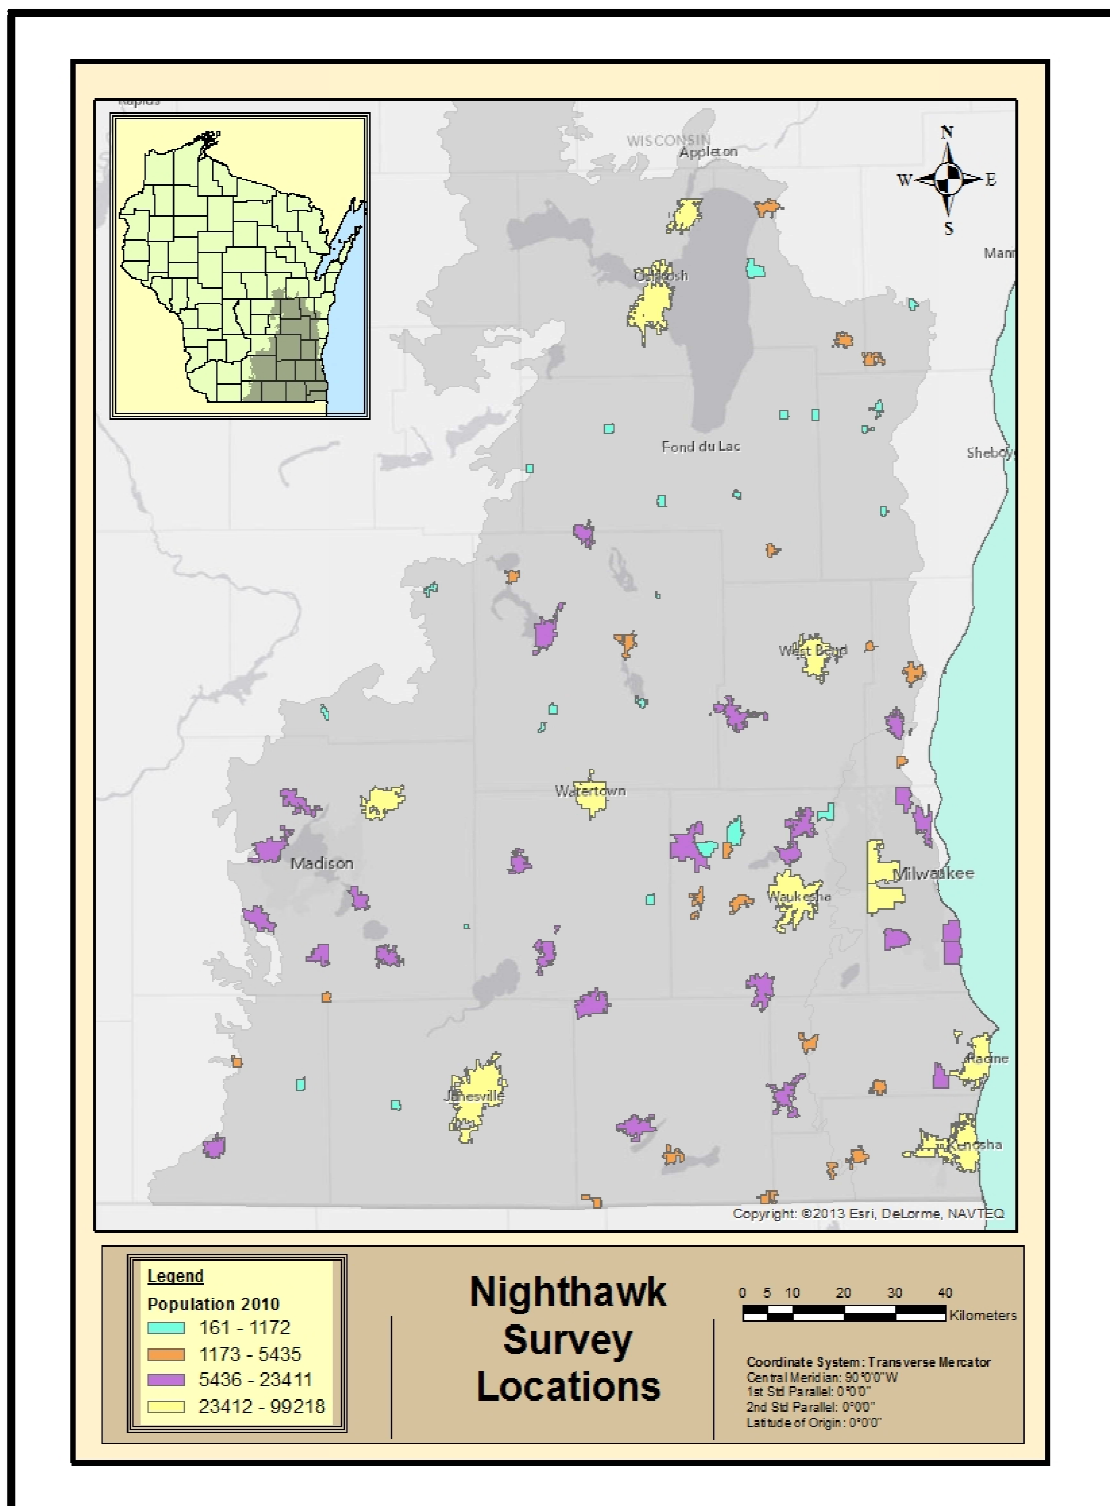 Rapids
WISCONSIN
Appleton
N
W E
S
Mann
Oshkosh
Fond du Lac
Sheboy
West Bend
Watertown
Madison
Milwaukee
Waukesha
Racine
Janesville
Kenosha
Copyright: ©2013 Esri, DeLorme, NAVTEQ
Legend
Population 2010
161 - 1172
1173 - 5435
5436 - 23411
23412 - 99218
Nighthawk
Survey
Locations
0 5 10 20 30 40
Kilometers
Coordinate System: Transverse Mercator
Central Meridian: 90°0'0"W
1st Std Parallel: 0°0'0"
2nd Std Parallel: 0°0'0"
Latitude of Origin: 0°0'0"